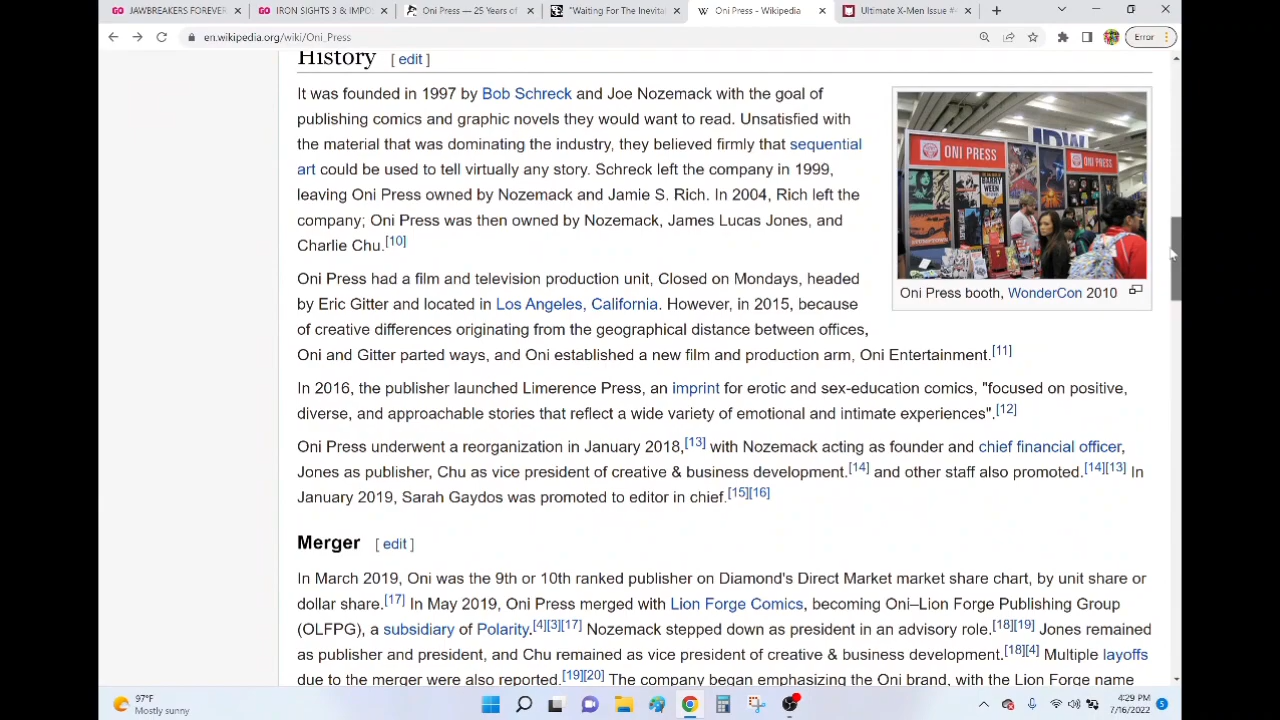 JAWBREAKERS FOREVER
IRON SIGHTS 3 & IMPO
Oni Press — 25 Years of
"Waiting For The Inevita
Oni Press - Wikipedia
Ultimate X-Men Issue #
en.wikipedia.org/wiki/Oni_Press
Error
History [ edit ]
It was founded in 1997 by Bob Schreck and Joe Nozemack with the goal of
publishing comics and graphic novels they would want to read. Unsatisfied with
the material that was dominating the industry, they believed firmly that sequential
art could be used to tell virtually any story. Schreck left the company in 1999,
leaving Oni Press owned by Nozemack and Jamie S. Rich. In 2004, Rich left the
company; Oni Press was then owned by Nozemack, James Lucas Jones, and
Charlie Chu.[10]
IDW
ONI PRESS
ONI PRESS
Oni Press booth, WonderCon 2010
Oni Press had a film and television production unit, Closed on Mondays, headed
by Eric Gitter and located in Los Angeles, California. However, in 2015, because
of creative differences originating from the geographical distance between offices,
Oni and Gitter parted ways, and Oni established a new film and production arm, Oni Entertainment.[11]
In 2016, the publisher launched Limerence Press, an imprint for erotic and sex-education comics, "focused on positive,
diverse, and approachable stories that reflect a wide variety of emotional and intimate experiences".[12]
Oni Press underwent a reorganization in January 2018,[13] with Nozemack acting as founder and chief financial officer,
Jones as publisher, Chu as vice president of creative & business development.[14] and other staff also promoted.[14][13] In
January 2019, Sarah Gaydos was promoted to editor in chief.[15][16]
Merger [ edit ]
In March 2019, Oni was the 9th or 10th ranked publisher on Diamond's Direct Market market share chart, by unit share or
dollar share.[17] In May 2019, Oni Press merged with Lion Forge Comics, becoming Oni–Lion Forge Publishing Group
(OLFPG), a subsidiary of Polarity.[4][3][17] Nozemack stepped down as president in an advisory role.[18][19] Jones remained
as publisher and president, and Chu remained as vice president of creative & business development.[18][4] Multiple layoffs
due to the merger were also reported.[19][20] The company began emphasizing the Oni brand, with the Lion Forge name
97°F
Mostly sunny
4:29 PM
7/16/2022
5